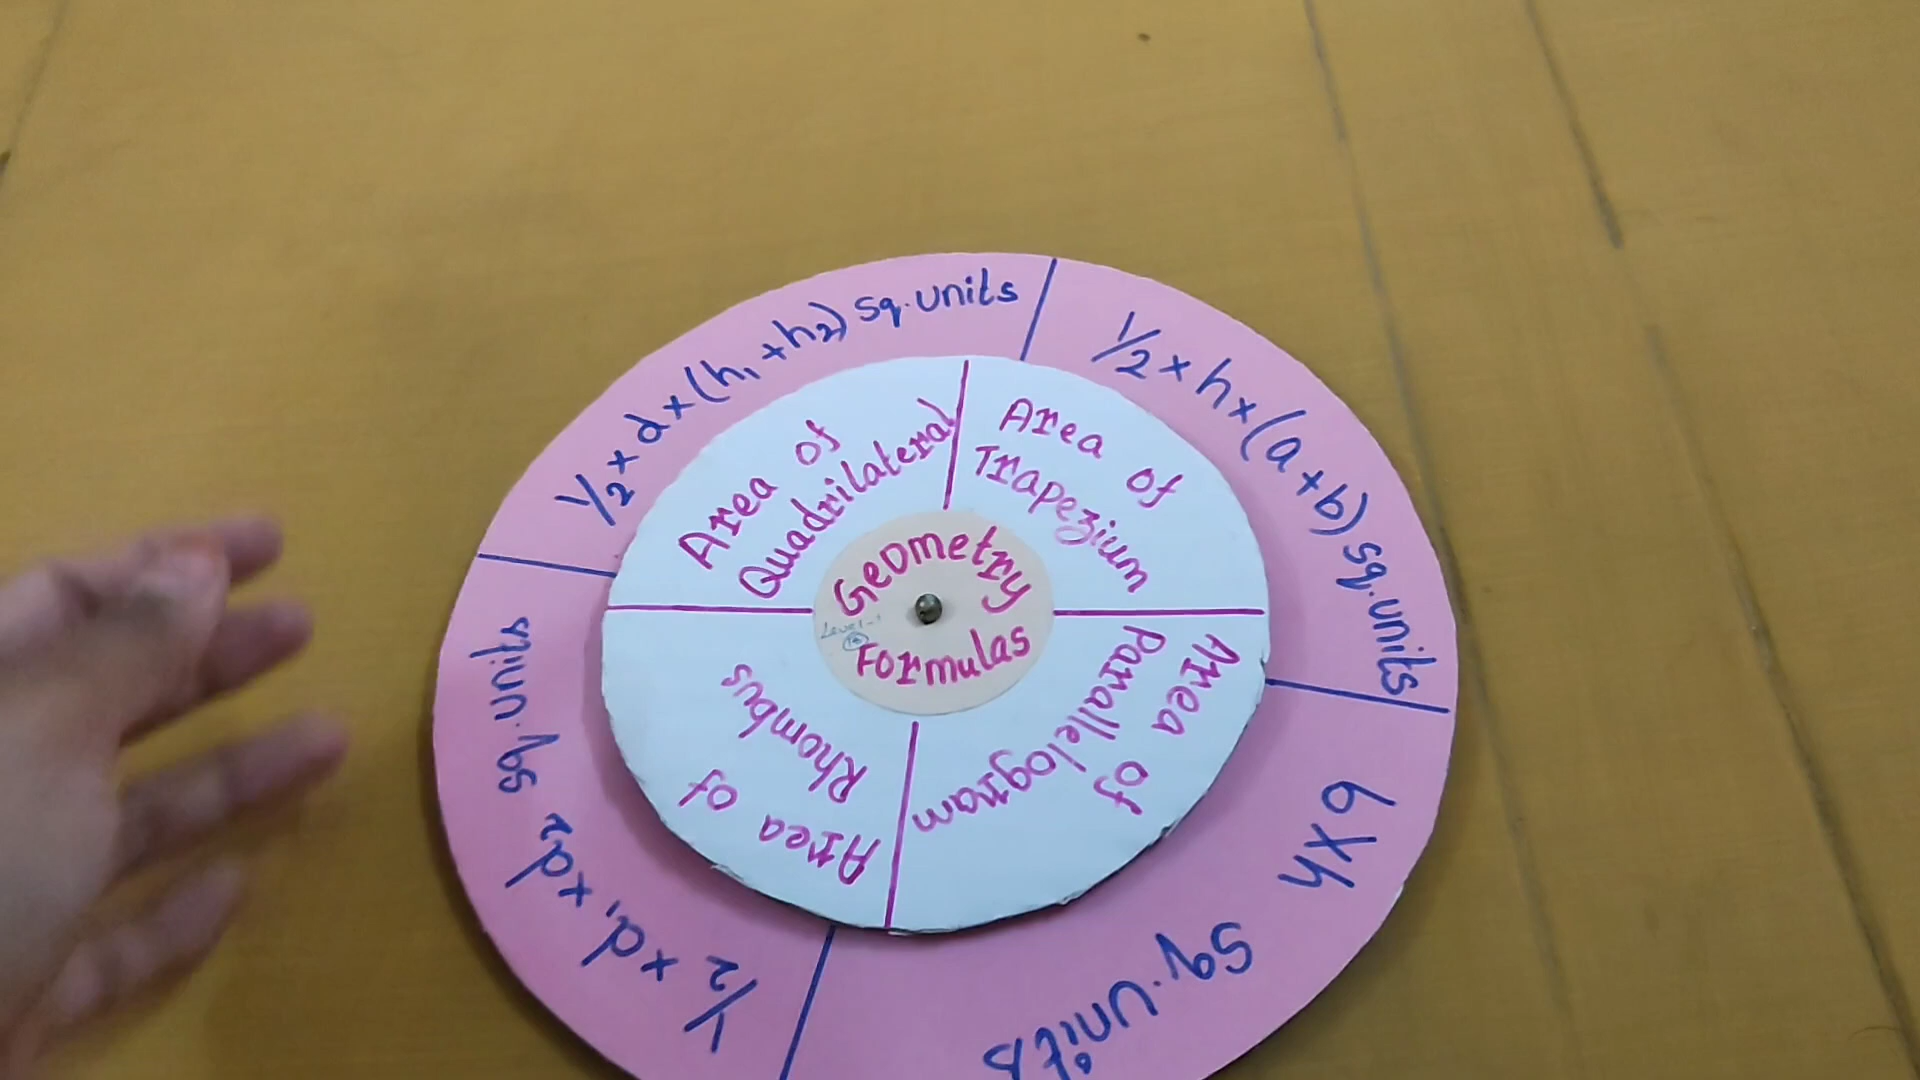 1/2 × d × (h₁ + h₂) sq. units
1/2 × h × (a + b) sq. units
b × h
sq. units
1/2 × d₁ × d₂ sq. units
Area of
Quadrilateral
Area of
Trapezium
Area of
Parallelogram
Area of
Rhombus
Geometry
Formulas
Level-1